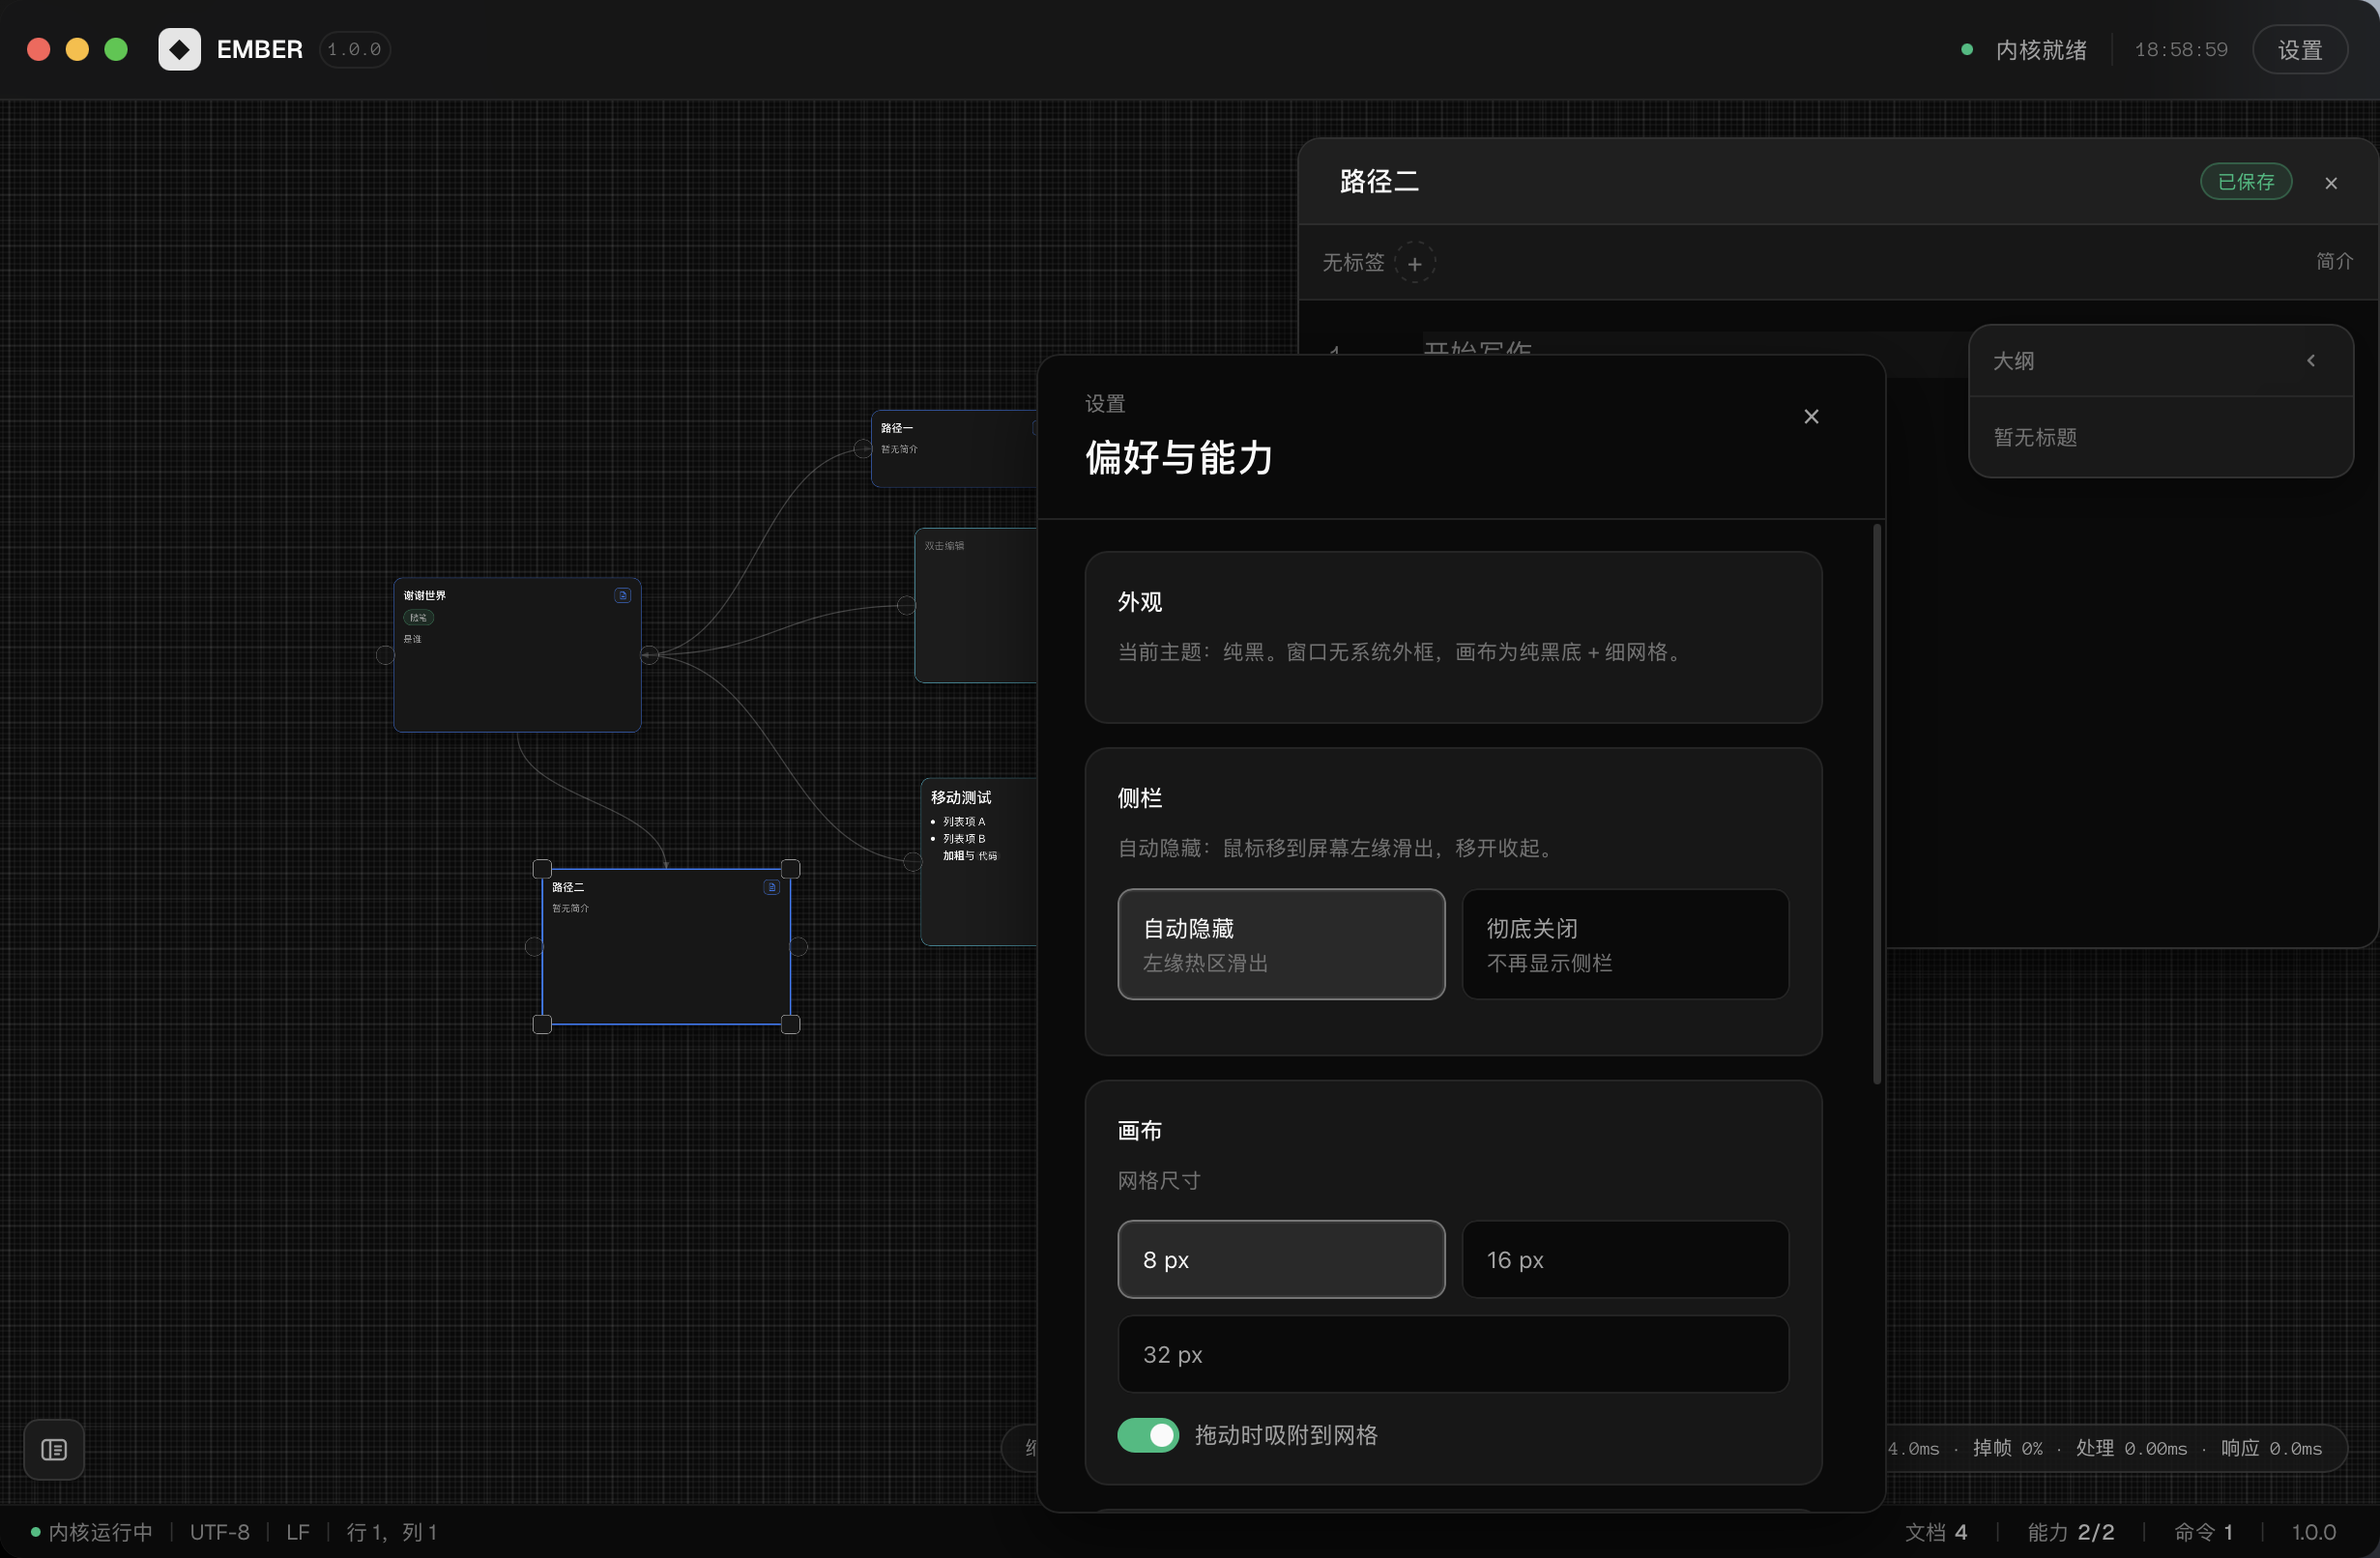 EMBER 1.0.0
内核就绪 18:58:59 设置
路径二 已保存
无标签 + 简介
1 开始写作
大纲
暂无标题
路径一
暂无简介
双击编辑
谢谢世界
随笔
是谁
移动测试
列表项 A
列表项 B
加粗与 代码
路径二
暂无简介
设置
偏好与能力
外观
当前主题：纯黑。窗口无系统外框，画布为纯黑底 + 细网格。
侧栏
自动隐藏：鼠标移到屏幕左缘滑出，移开收起。
自动隐藏
左缘热区滑出
彻底关闭
不再显示侧栏
画布
网格尺寸
8 px
16 px
32 px
拖动时吸附到网格
4.0ms · 掉帧 0% · 处理 0.00ms · 响应 0.0ms
内核运行中 UTF-8 LF 行 1，列 1
文档 4 能力 2/2 命令 1 1.0.0